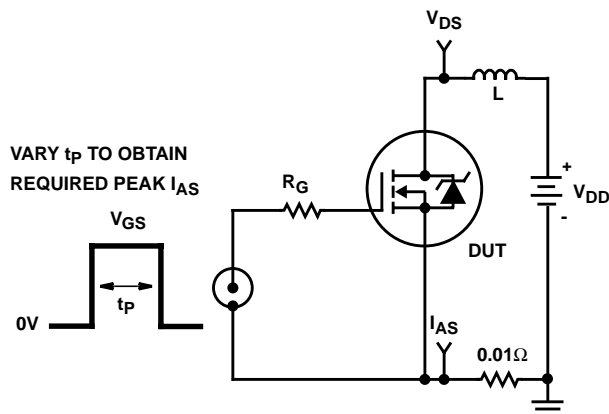 VDS
L
VARY tP TO OBTAIN
REQUIRED PEAK IAS
RG
+
VDD
-
VGS
DUT
tP
0V
IAS
0.01Ω